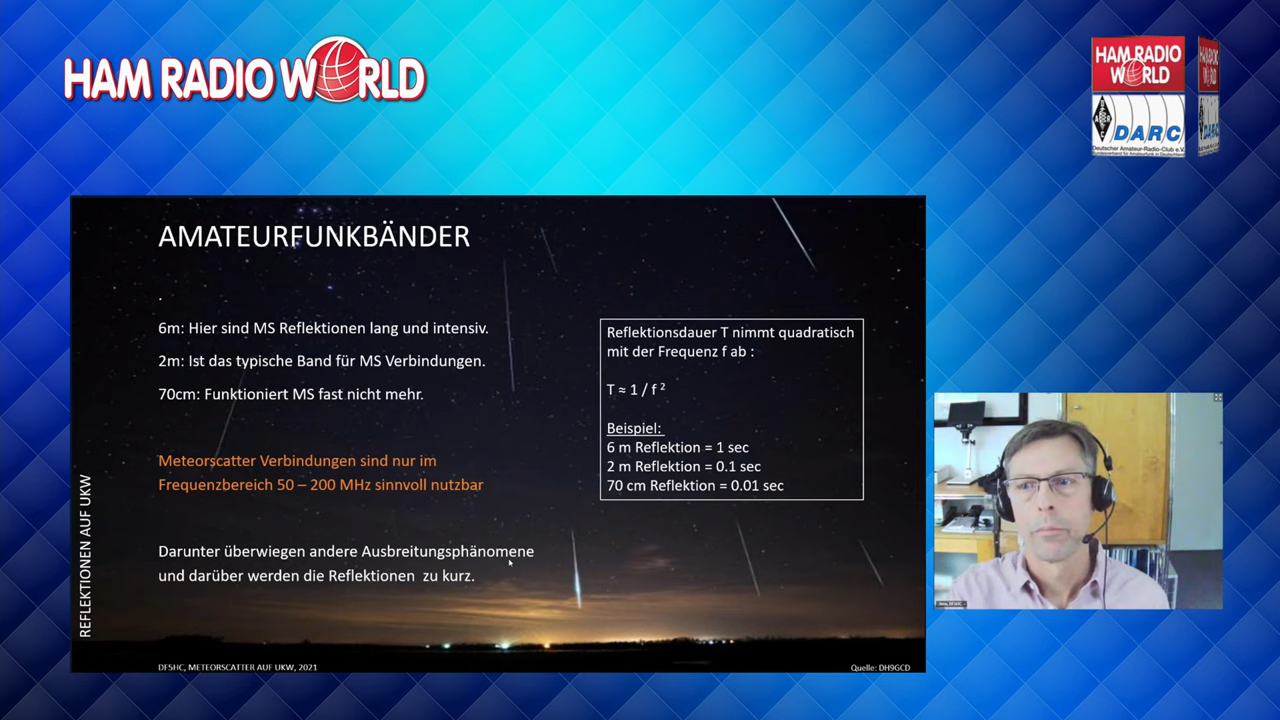 HAM RADIO WORLD
HAM RADIO
WORLD
DARC
Deutscher Amateur-Radio-Club e.V.
AMATEURFUNKBÄNDER
.
6m: Hier sind MS Reflektionen lang und intensiv.
2m: Ist das typische Band für MS Verbindungen.
70cm: Funktioniert MS fast nicht mehr.
Meteorscatter Verbindungen sind nur im
Frequenzbereich 50 – 200 MHz sinnvoll nutzbar
Darunter überwiegen andere Ausbreitungsphänomene
und darüber werden die Reflektionen zu kurz.
Reflektionsdauer T nimmt quadratisch
mit der Frequenz f ab :
T ≈ 1 / f ²
Beispiel:
6 m Reflektion = 1 sec
2 m Reflektion = 0.1 sec
70 cm Reflektion = 0.01 sec
REFLEKTIONEN AUF UKW
DF5HC, METEORSCATTER AUF UKW, 2021
Quelle: DH9GCD